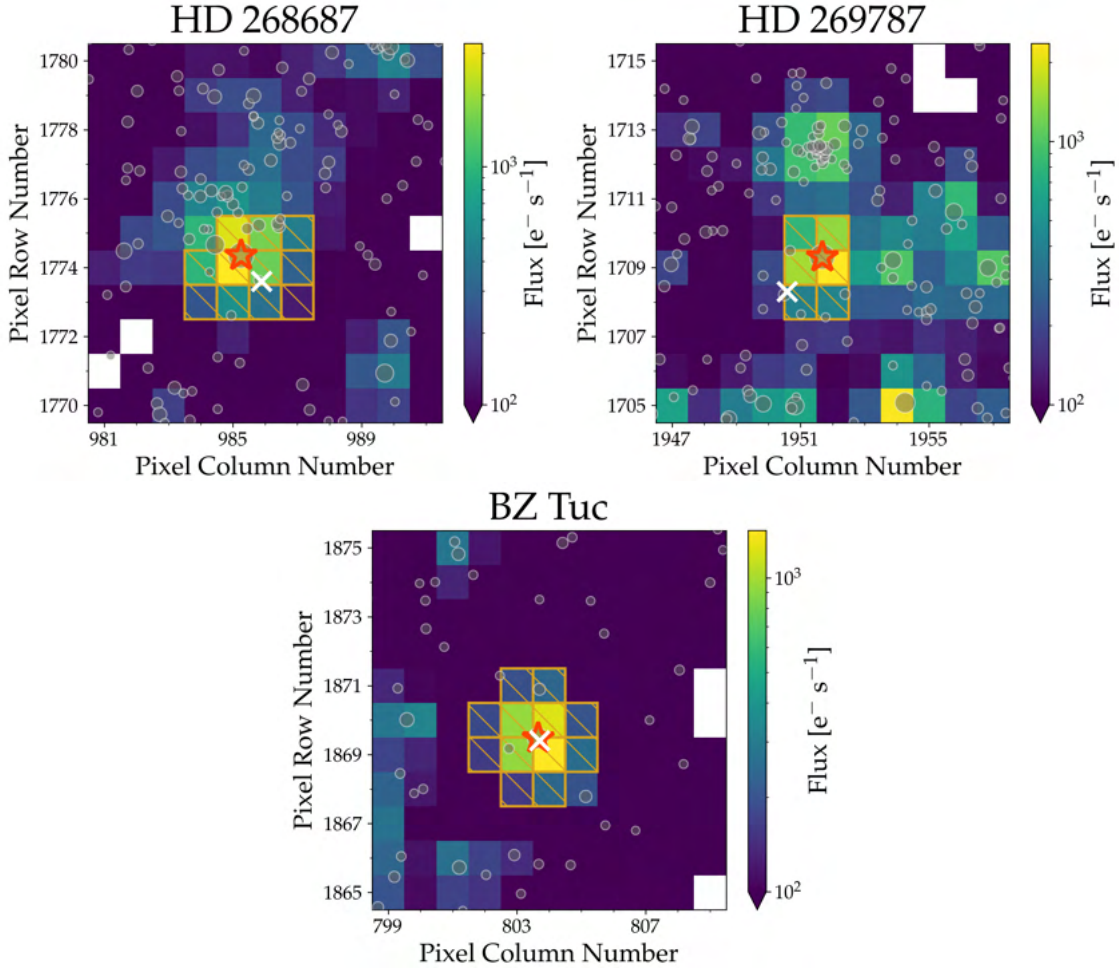 HD 268687
HD 269787
1780
1778
1776
1774
1772
1770
981
985
989
Pixel Row Number
Pixel Column Number
10³
10²
Flux [e⁻ s⁻¹]
1715
1713
1711
1709
1707
1705
1947
1951
1955
Pixel Row Number
Pixel Column Number
10³
10²
Flux [e⁻ s⁻¹]
BZ Tuc
1875
1873
1871
1869
1867
1865
799
803
807
Pixel Row Number
Pixel Column Number
10³
10²
Flux [e⁻ s⁻¹]